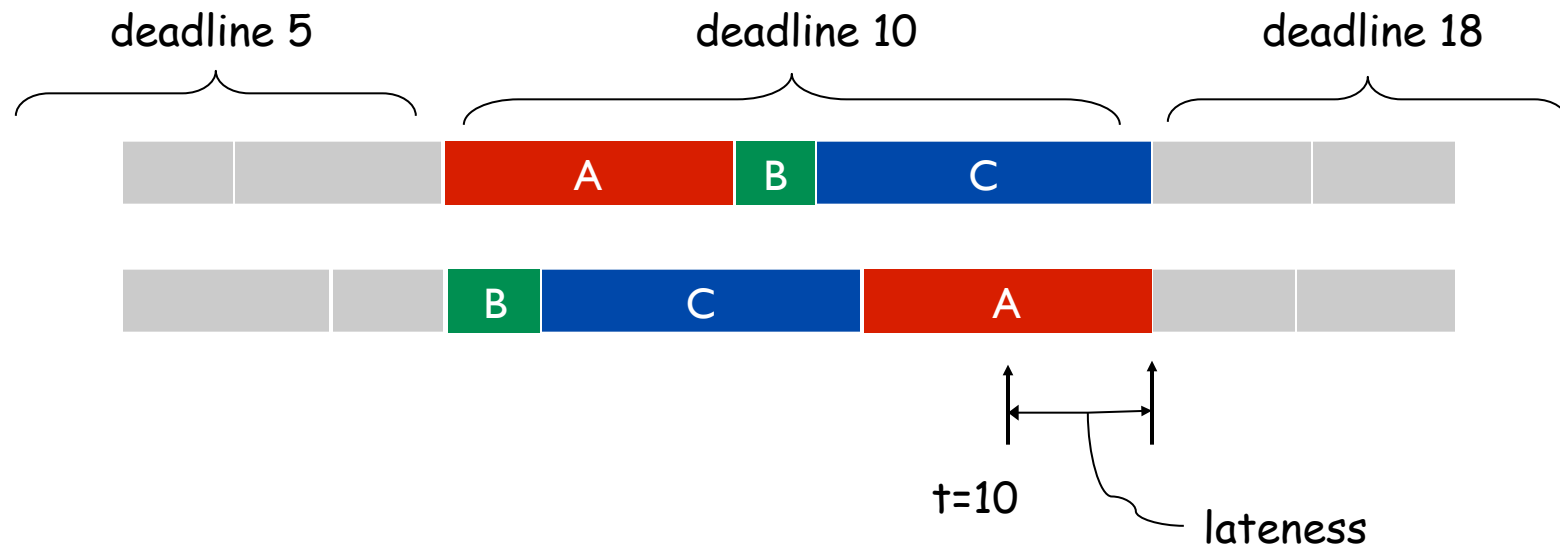 deadline 5 deadline 10 deadline 18
A B C
B C A
t=10
lateness